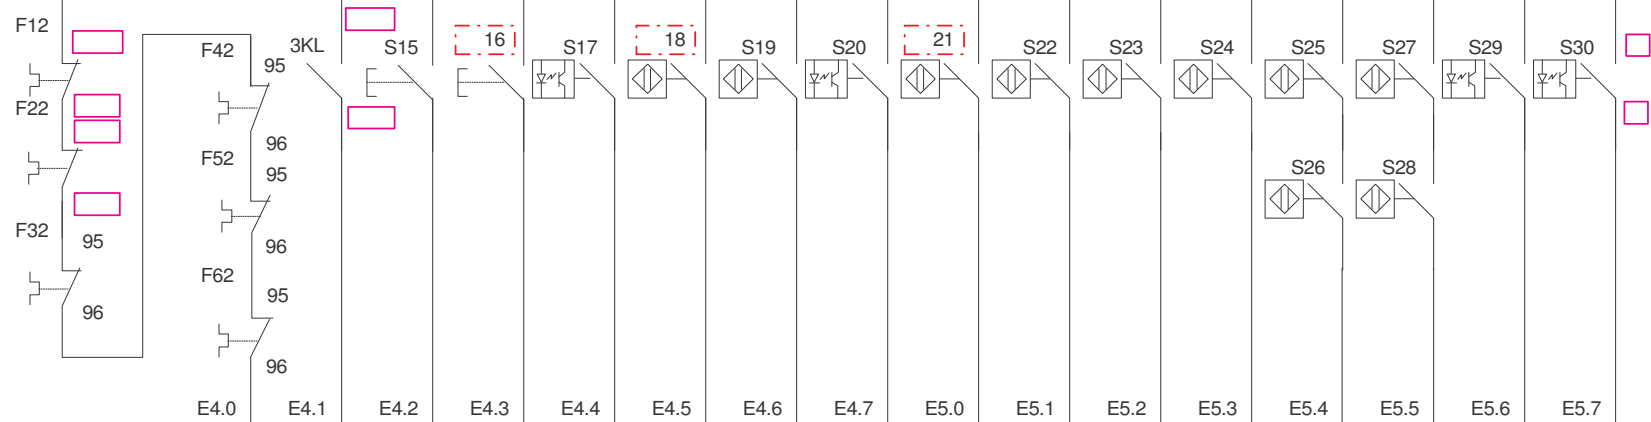 F12
F42
3KL
S15
16
S17
18
S19
S20
21
S22
S23
S24
S25
S27
S29
S30
95
F22
96
F52
95
S26
S28
F32
95
96
F62
95
96
96
E4.0
E4.1
E4.2
E4.3
E4.4
E4.5
E4.6
E4.7
E5.0
E5.1
E5.2
E5.3
E5.4
E5.5
E5.6
E5.7